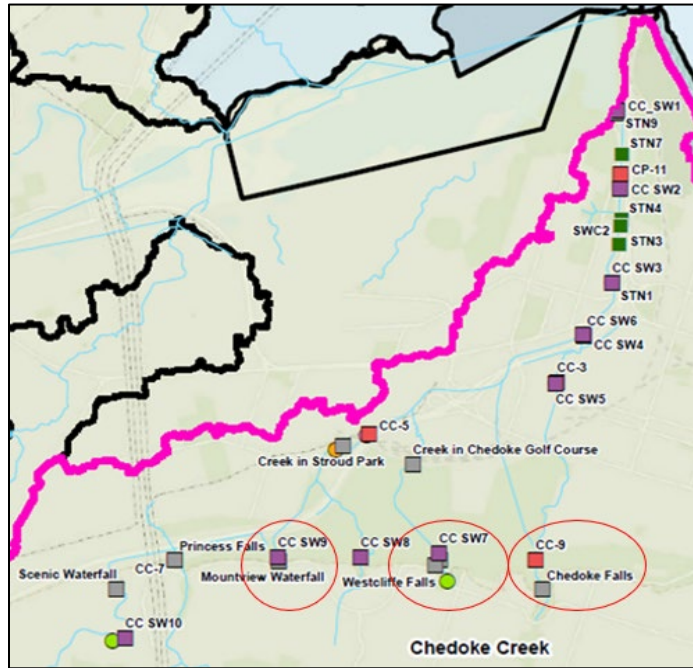 CC_SW1
STN9
STN7
CP-11
CC SW2
STN4
SWC2
STN3
CC SW3
STN1
CC SW6
CC SW4
CC-3
CC SW5
CC-5
Creek in Stroud Park
Creek in Chedoke Golf Course
Princess Falls
CC SW9
CC SW8
CC SW7
CC-9
CC-7
Mountview Waterfall
Westcliffe Falls
Scenic Waterfall
Chedoke Falls
CC SW10
Chedoke Creek